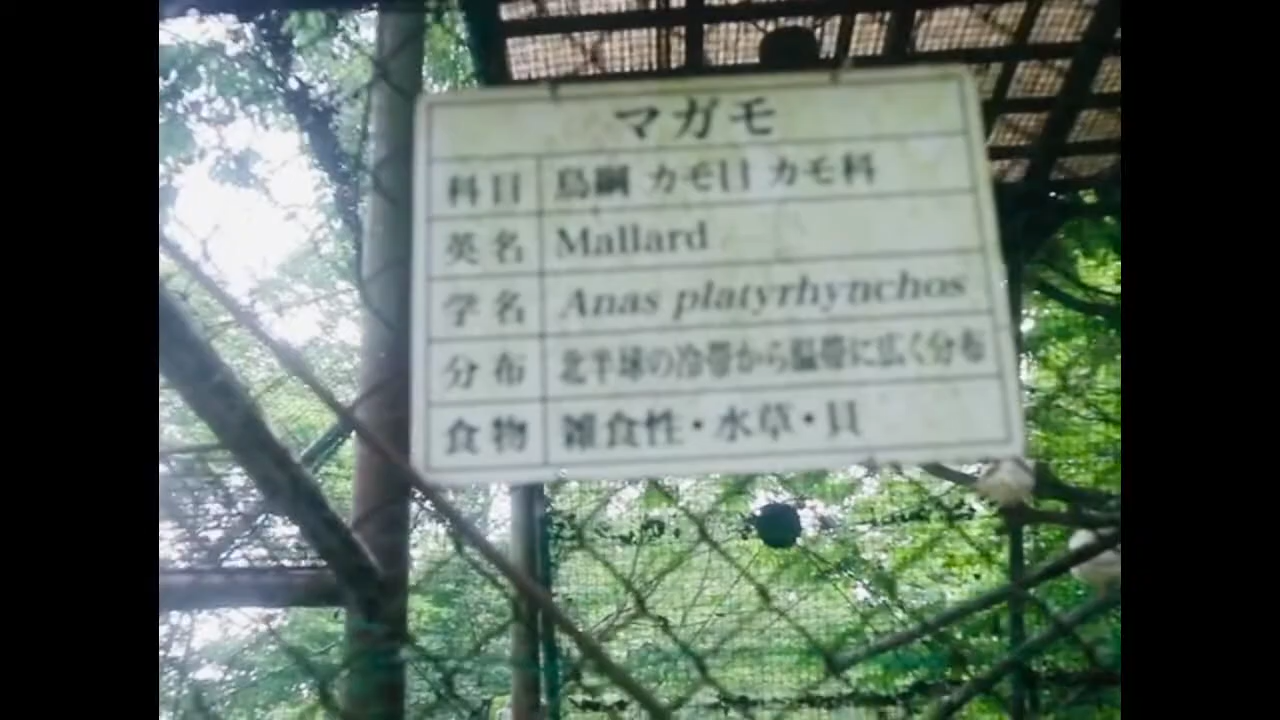 マガモ
科目 鳥綱 カモ目 カモ科
英名 Mallard
学名 Anas platyrhynchos
分布 北半球の冷帯から温帯に広く分布
食物 雑食性・水草・貝